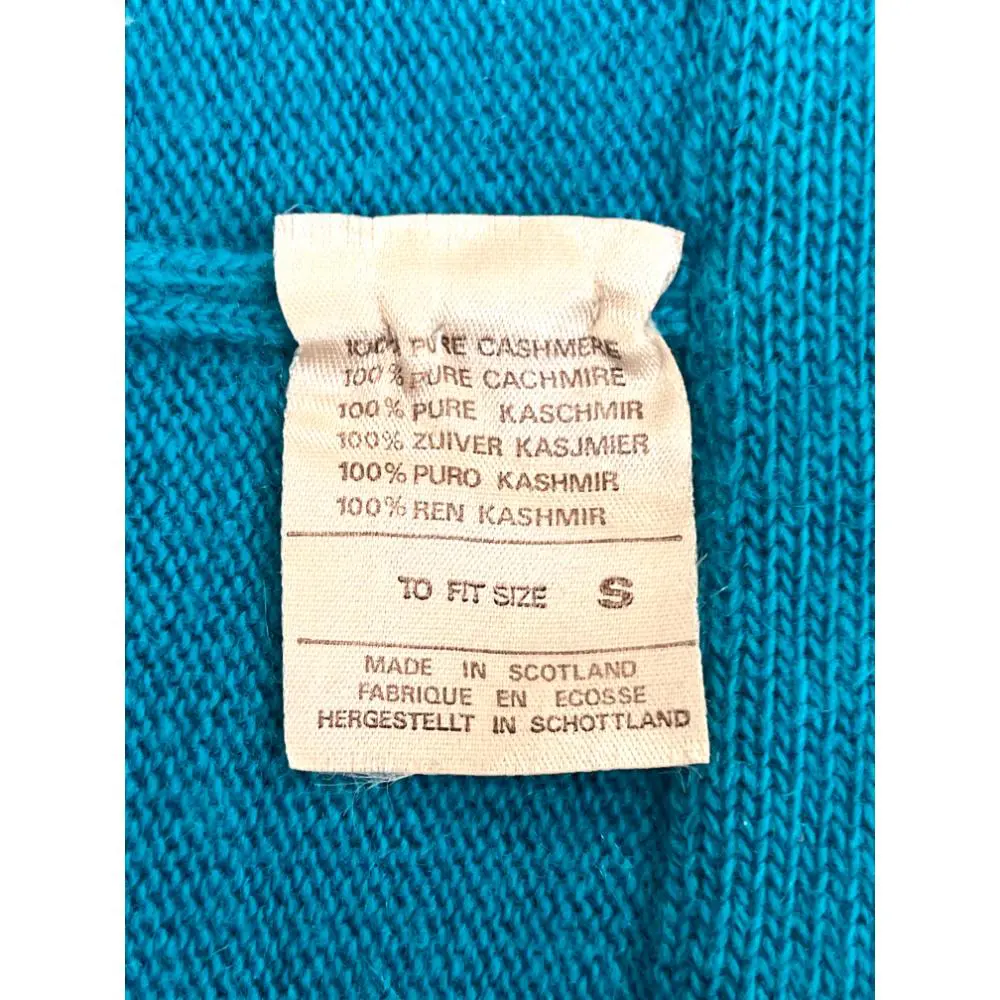 100% PURE CASHMERE
100% PURE CACHMIRE
100% PURE KASCHMIR
100% ZUIVER KASJMIER
100% PURO KASHMIR
100% REN KASHMIR
TO FIT SIZE S
MADE IN SCOTLAND
FABRIQUE EN ECOSSE
HERGESTELLT IN SCHOTTLAND